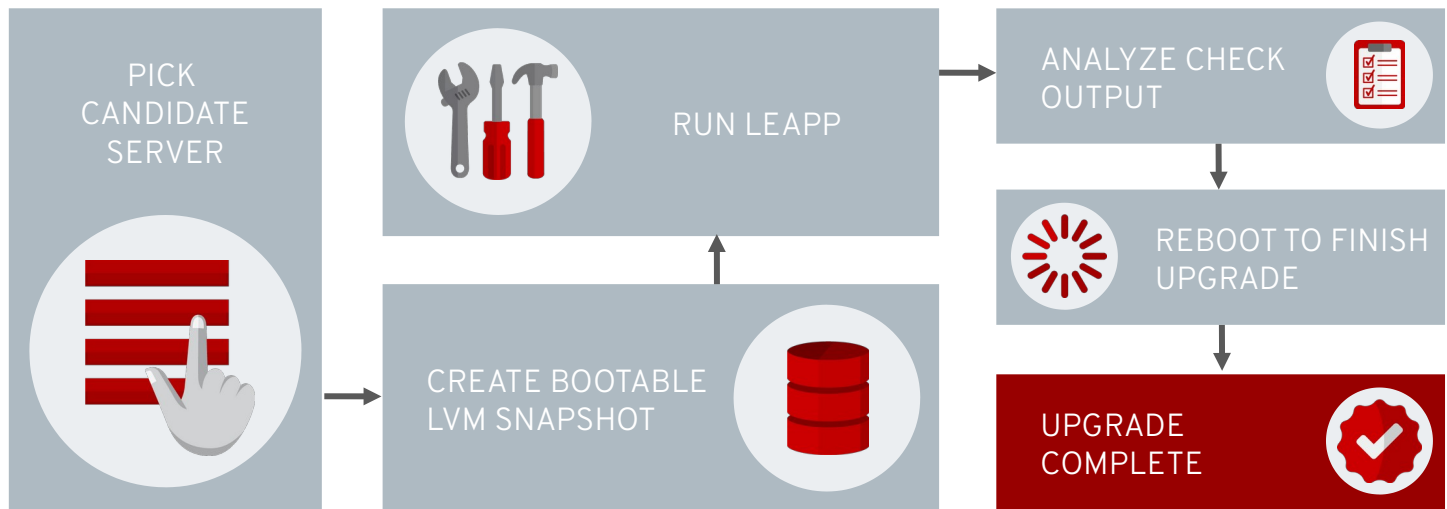 PICK
CANDIDATE
SERVER
CREATE BOOTABLE
LVM SNAPSHOT
RUN LEAPP
ANALYZE CHECK
OUTPUT
REBOOT TO FINISH
UPGRADE
UPGRADE
COMPLETE